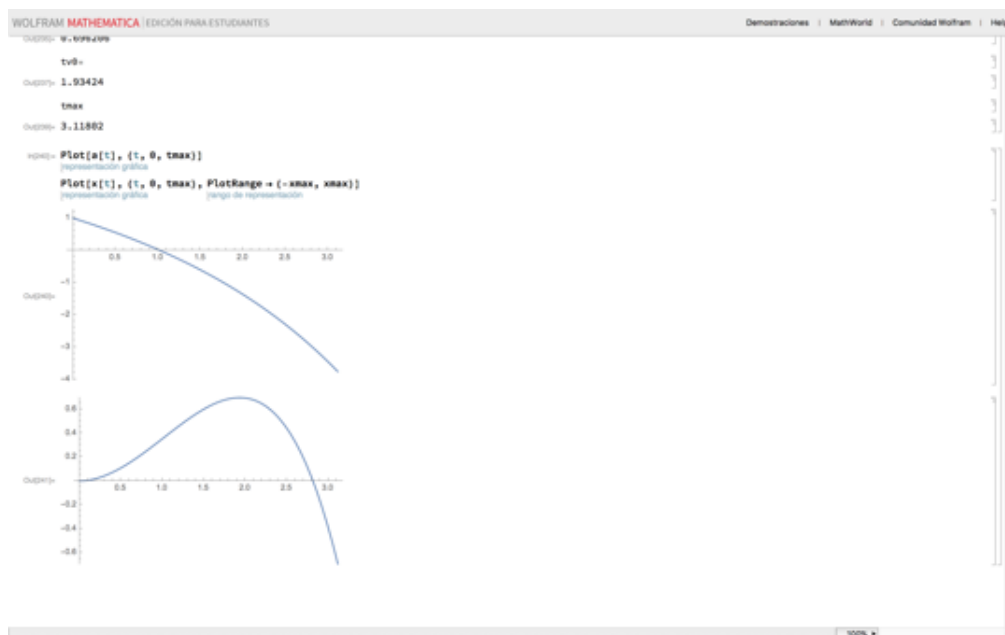 WOLFRAM MATHEMATICA | EDICIÓN PARA ESTUDIANTES
Demostraciones | MathWorld | Comunidad Wolfram | Help
0.696206
tv0=
1.93424
tmax
3.11802
Plot[a[t], {t, 0, tmax}]
representación gráfica
Plot[x[t], {t, 0, tmax}, PlotRange → {-xmax, xmax}]
representación gráfica rango de representación
1
0.5 1.0 1.5 2.0 2.5 3.0
-1
-2
-3
-4
0.6
0.4
0.2
0.5 1.0 1.5 2.0 2.5 3.0
-0.2
-0.4
-0.6
100%